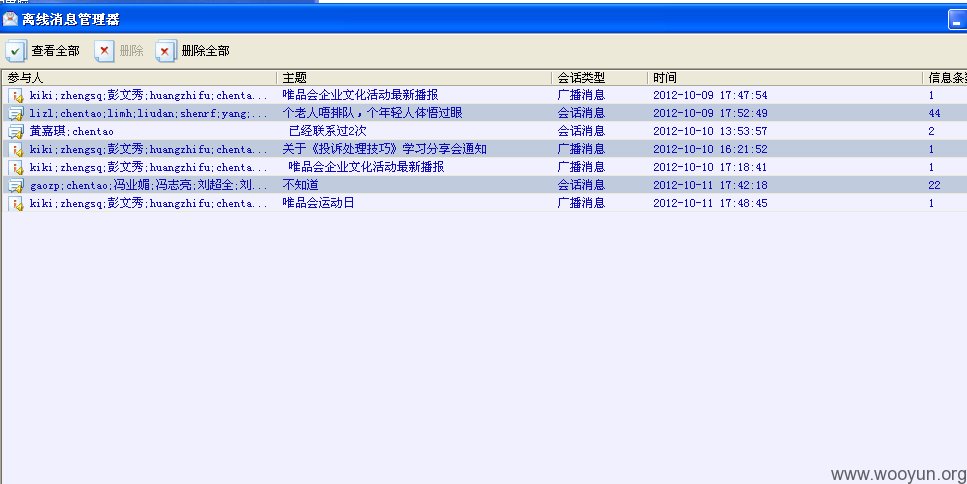 离线消息管理器
查看全部 删除 删除全部
参与人 主题 会话类型 时间 信息条
kiki;zhengsq;彭文秀;huangzhifu;chenta... 唯品会企业文化活动最新播报 广播消息 2012-10-09 17:47:54 1
lizl;chentao;limh;liudan;shenrf;yang;... 个老人唔排队，个年轻人体悟过眼 会话消息 2012-10-09 17:52:49 44
黄嘉琪;chentao 已经联系过2次 会话消息 2012-10-10 13:53:57 2
kiki;zhengsq;彭文秀;huangzhifu;chenta... 关于《投诉处理技巧》学习分享会通知 广播消息 2012-10-10 16:21:52 1
kiki;zhengsq;彭文秀;huangzhifu;chenta... 唯品会企业文化活动最新播报 广播消息 2012-10-10 17:18:41 1
gaozp;chentao;冯业媚;冯志亮;刘超全;刘... 不知道 会话消息 2012-10-11 17:42:18 22
kiki;zhengsq;彭文秀;huangzhifu;chenta... 唯品会运动日 广播消息 2012-10-11 17:48:45 1
www.wooyun.org